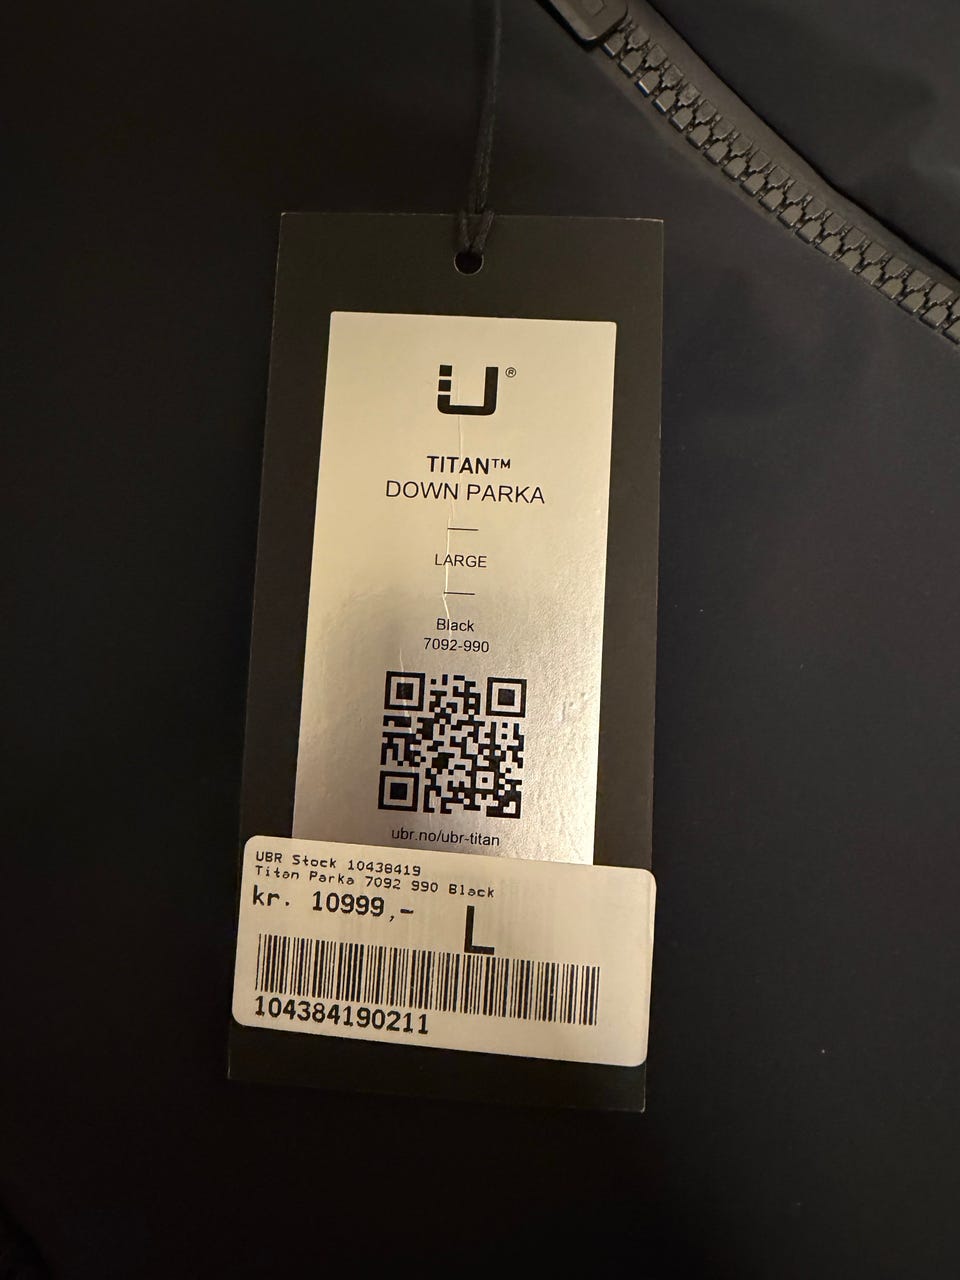 U®
TITAN™
DOWN PARKA
LARGE
Black
7092-990
ubr.no/ubr-titan
UBR Stock 10438419
Titan Parka 7092 990 Black
kr. 10999,-
L
104384190211